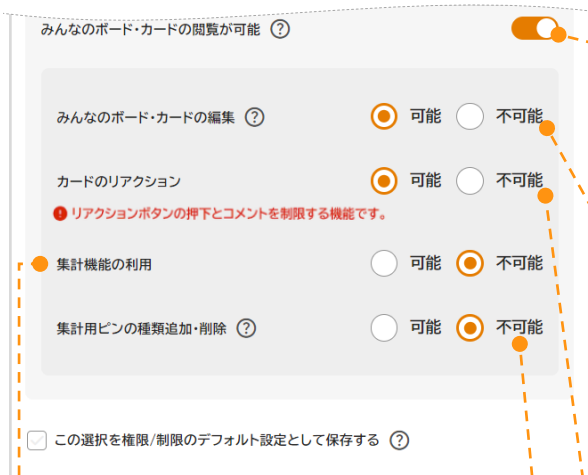 みんなのボード・カードの閲覧が可能 ?
みんなのボード・カードの編集 ? 可能 不可能
カードのリアクション 可能 不可能
! リアクションボタンの押下とコメントを制限する機能です。
集計機能の利用 可能 不可能
集計用ピンの種類追加・削除 ? 可能 不可能
この選択を権限/制限のデフォルト設定として保存する ?